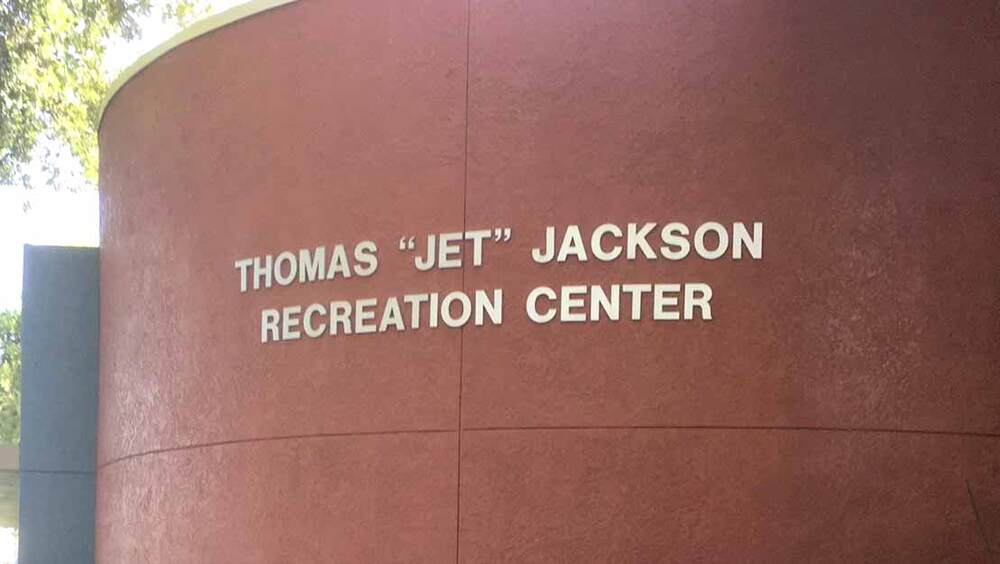 THOMAS “JET” JACKSON
RECREATION CENTER